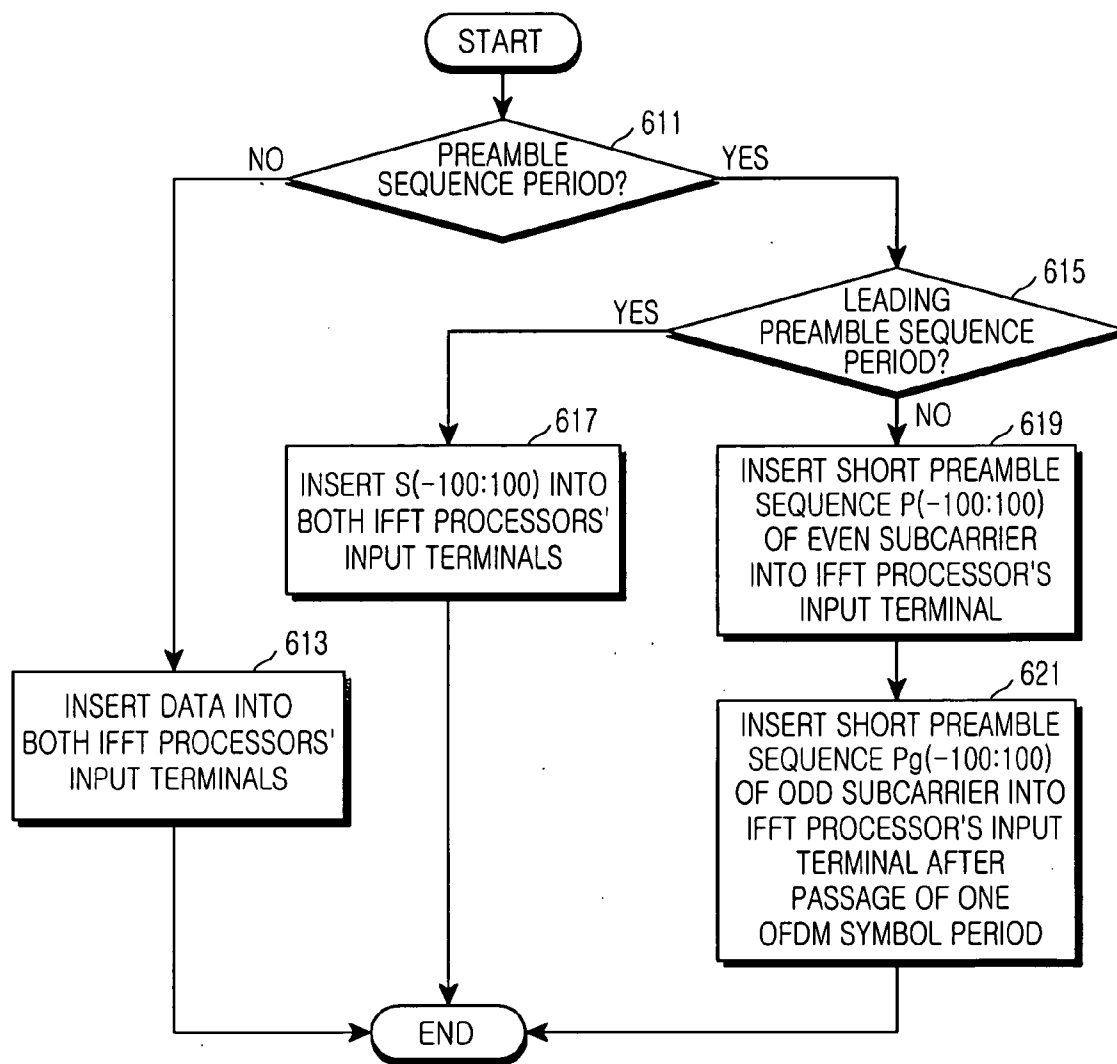 START
611
NO
PREAMBLE
SEQUENCE PERIOD?
YES
615
YES
LEADING
PREAMBLE SEQUENCE
PERIOD?
NO
617
INSERT S(-100:100) INTO
BOTH IFFT PROCESSORS'
INPUT TERMINALS
619
INSERT SHORT PREAMBLE
SEQUENCE P(-100:100)
OF EVEN SUBCARRIER
INTO IFFT PROCESSOR'S
INPUT TERMINAL
613
INSERT DATA INTO
BOTH IFFT PROCESSORS'
INPUT TERMINALS
621
INSERT SHORT PREAMBLE
SEQUENCE Pg(-100:100)
OF ODD SUBCARRIER INTO
IFFT PROCESSOR'S INPUT
TERMINAL AFTER
PASSAGE OF ONE
OFDM SYMBOL PERIOD
END